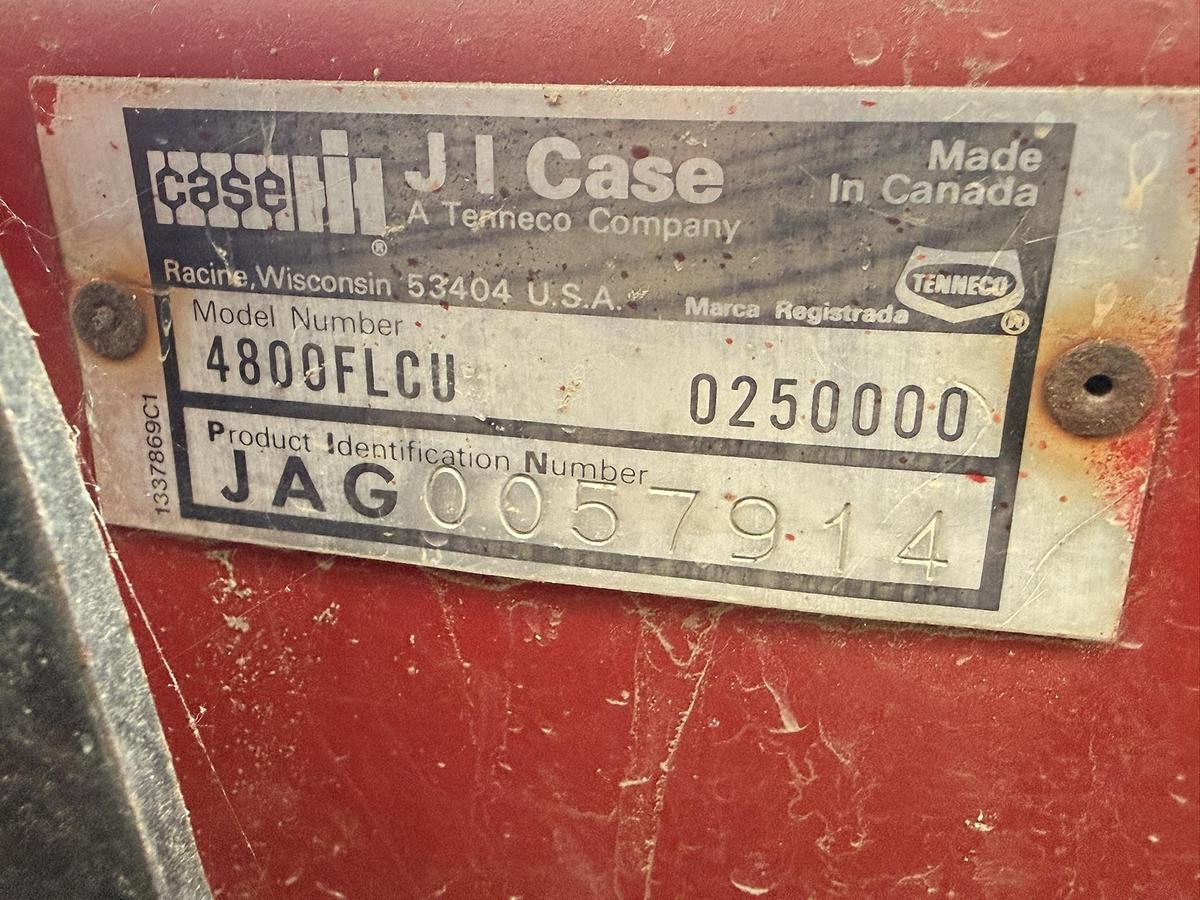 case IH ® J I Case
A Tenneco Company
Made
In Canada
Racine, Wisconsin 53404 U.S.A.
Marca Registrada TENNECO ®
Model Number
4800FLCU 0250000
Product Identification Number
JAG0057914
1337869C1